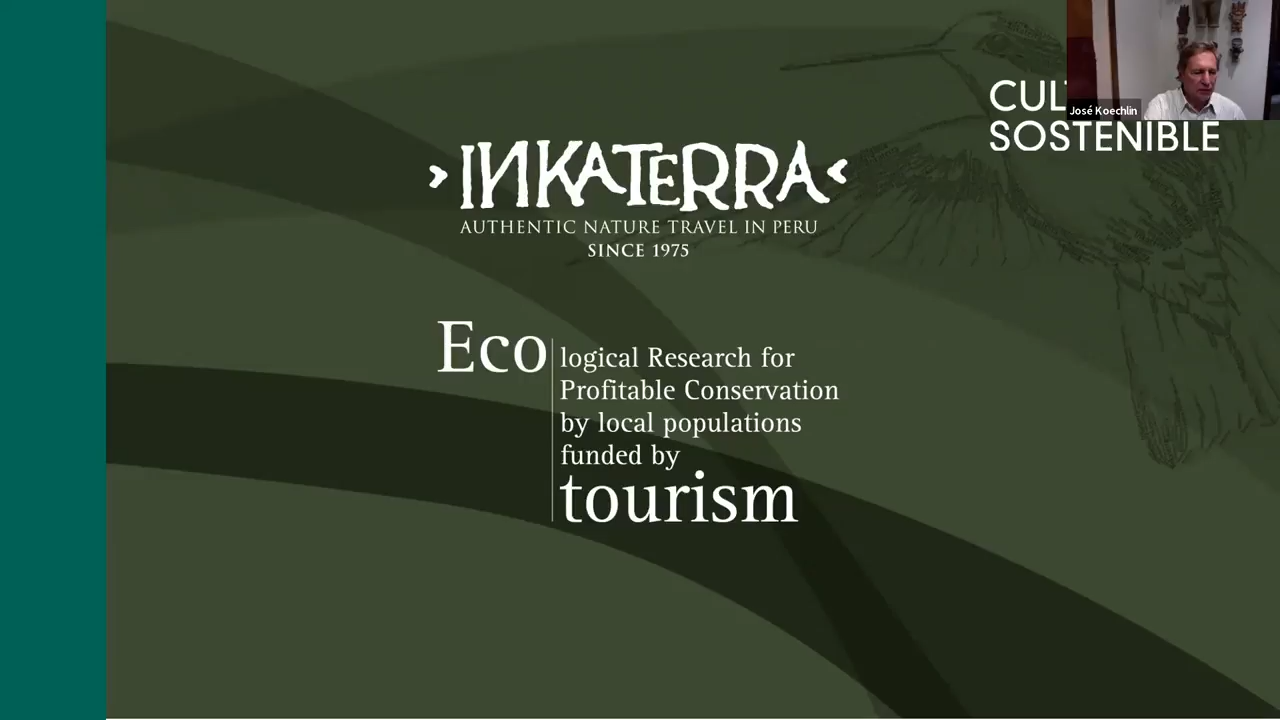 José Koechlin
SOSTENIBLE
›INKATERRA‹
AUTHENTIC NATURE TRAVEL IN PERU
SINCE 1975
Eco
logical Research for
Profitable Conservation
by local populations
funded by
tourism